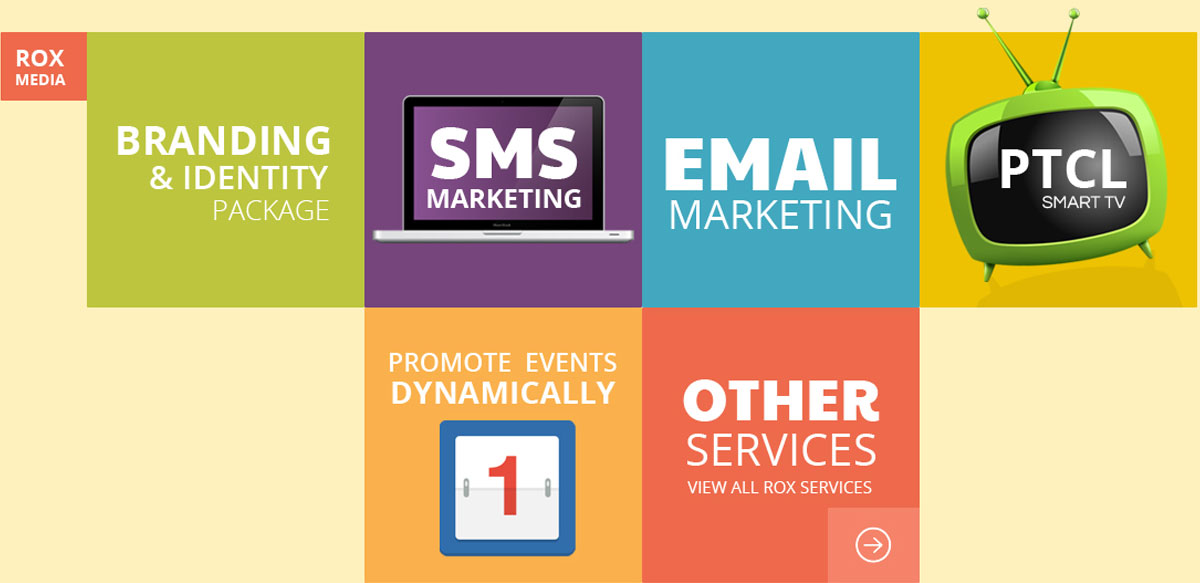 ROX
MEDIA
BRANDING
& IDENTITY
PACKAGE
SMS
MARKETING
EMAIL
MARKETING
PTCL
SMART TV
PROMOTE EVENTS
DYNAMICALLY
1
OTHER
SERVICES
VIEW ALL ROX SERVICES